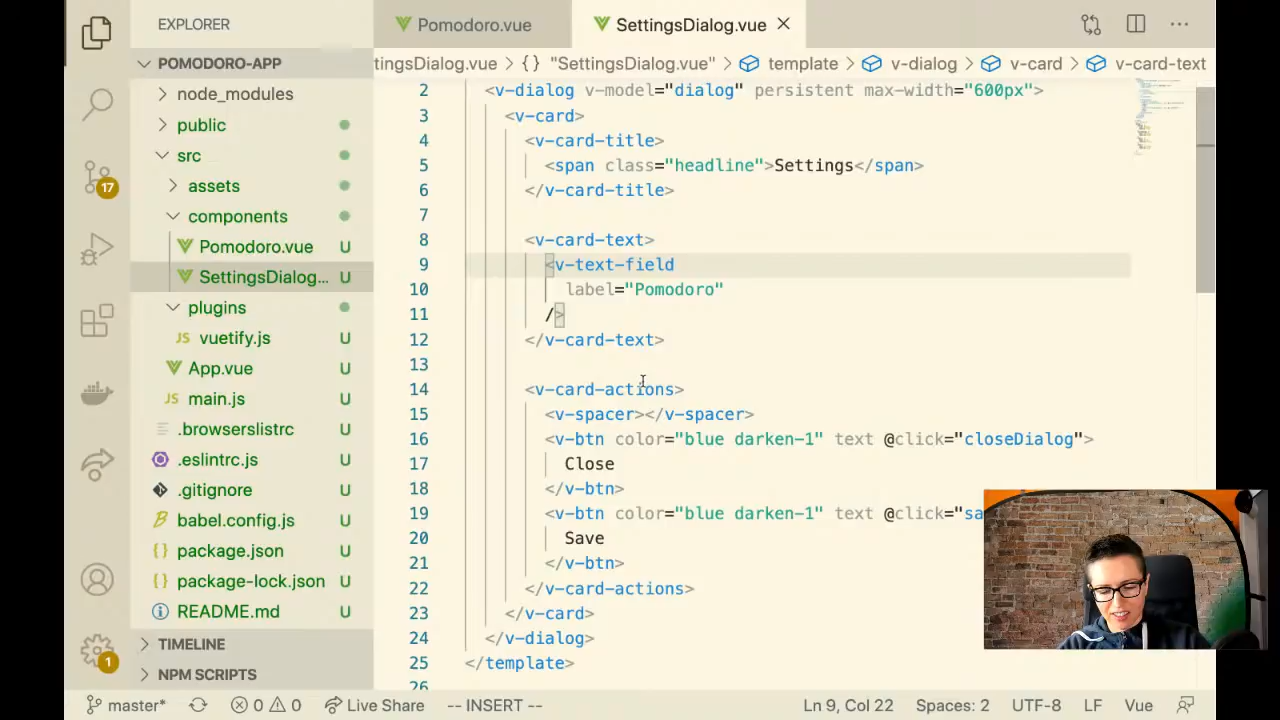 EXPLORER
POMODORO-APP
node_modules
public
src
assets
components
Pomodoro.vue U
SettingsDialog... U
plugins
JS vuetify.js U
App.vue U
JS main.js U
.browserslistrc U
.eslintrc.js U
.gitignore U
babel.config.js U
{} package.json U
{} package-lock.json U
README.md U
TIMELINE
NPM SCRIPTS
17
1
Pomodoro.vue
SettingsDialog.vue
tingsDialog.vue > {} "SettingsDialog.vue" > template > v-dialog > v-card > v-card-text
2 <v-dialog v-model="dialog" persistent max-width="600px">
3 <v-card>
4 <v-card-title>
5 <span class="headline">Settings</span>
6 </v-card-title>
7
8 <v-card-text>
9 <v-text-field
10 label="Pomodoro"
11 />
12 </v-card-text>
13
14 <v-card-actions>
15 <v-spacer></v-spacer>
16 <v-btn color="blue darken-1" text @click="closeDialog">
17 Close
18 </v-btn>
19 <v-btn color="blue darken-1" text @click="sa
20 Save
21 </v-btn>
22 </v-card-actions>
23 </v-card>
24 </v-dialog>
25 </template>
26
master* 0 0 Live Share -- INSERT -- Ln 9, Col 22 Spaces: 2 UTF-8 LF Vue